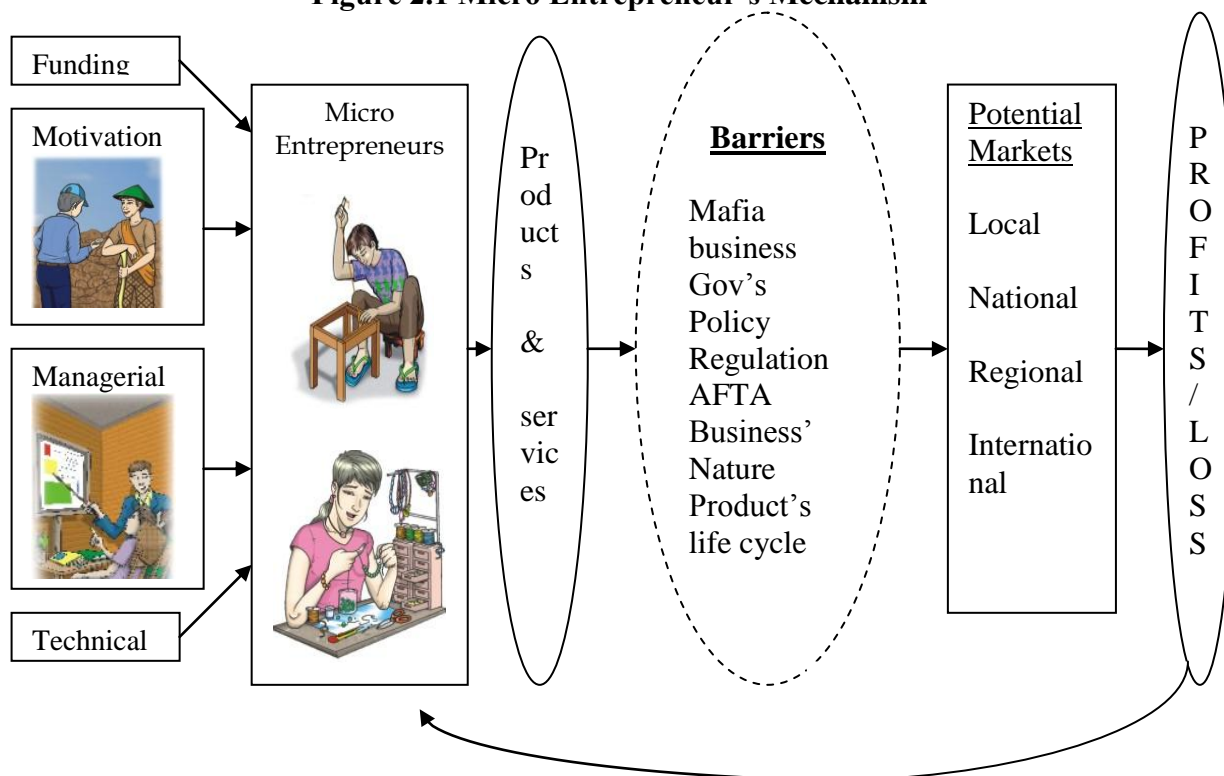 Figure 2.1 Micro Entrepreneur's Mechanism
Funding
Motivation
Managerial
Technical
Micro
Entrepreneurs
Pr
od
uct
s
&
ser
vic
es
Barriers
Mafia
business
Gov's
Policy
Regulation
AFTA
Business'
Nature
Product's
life cycle
Potential
Markets
Local
National
Regional
Internatio
nal
P
R
O
F
I
T
S
/
L
O
S
S